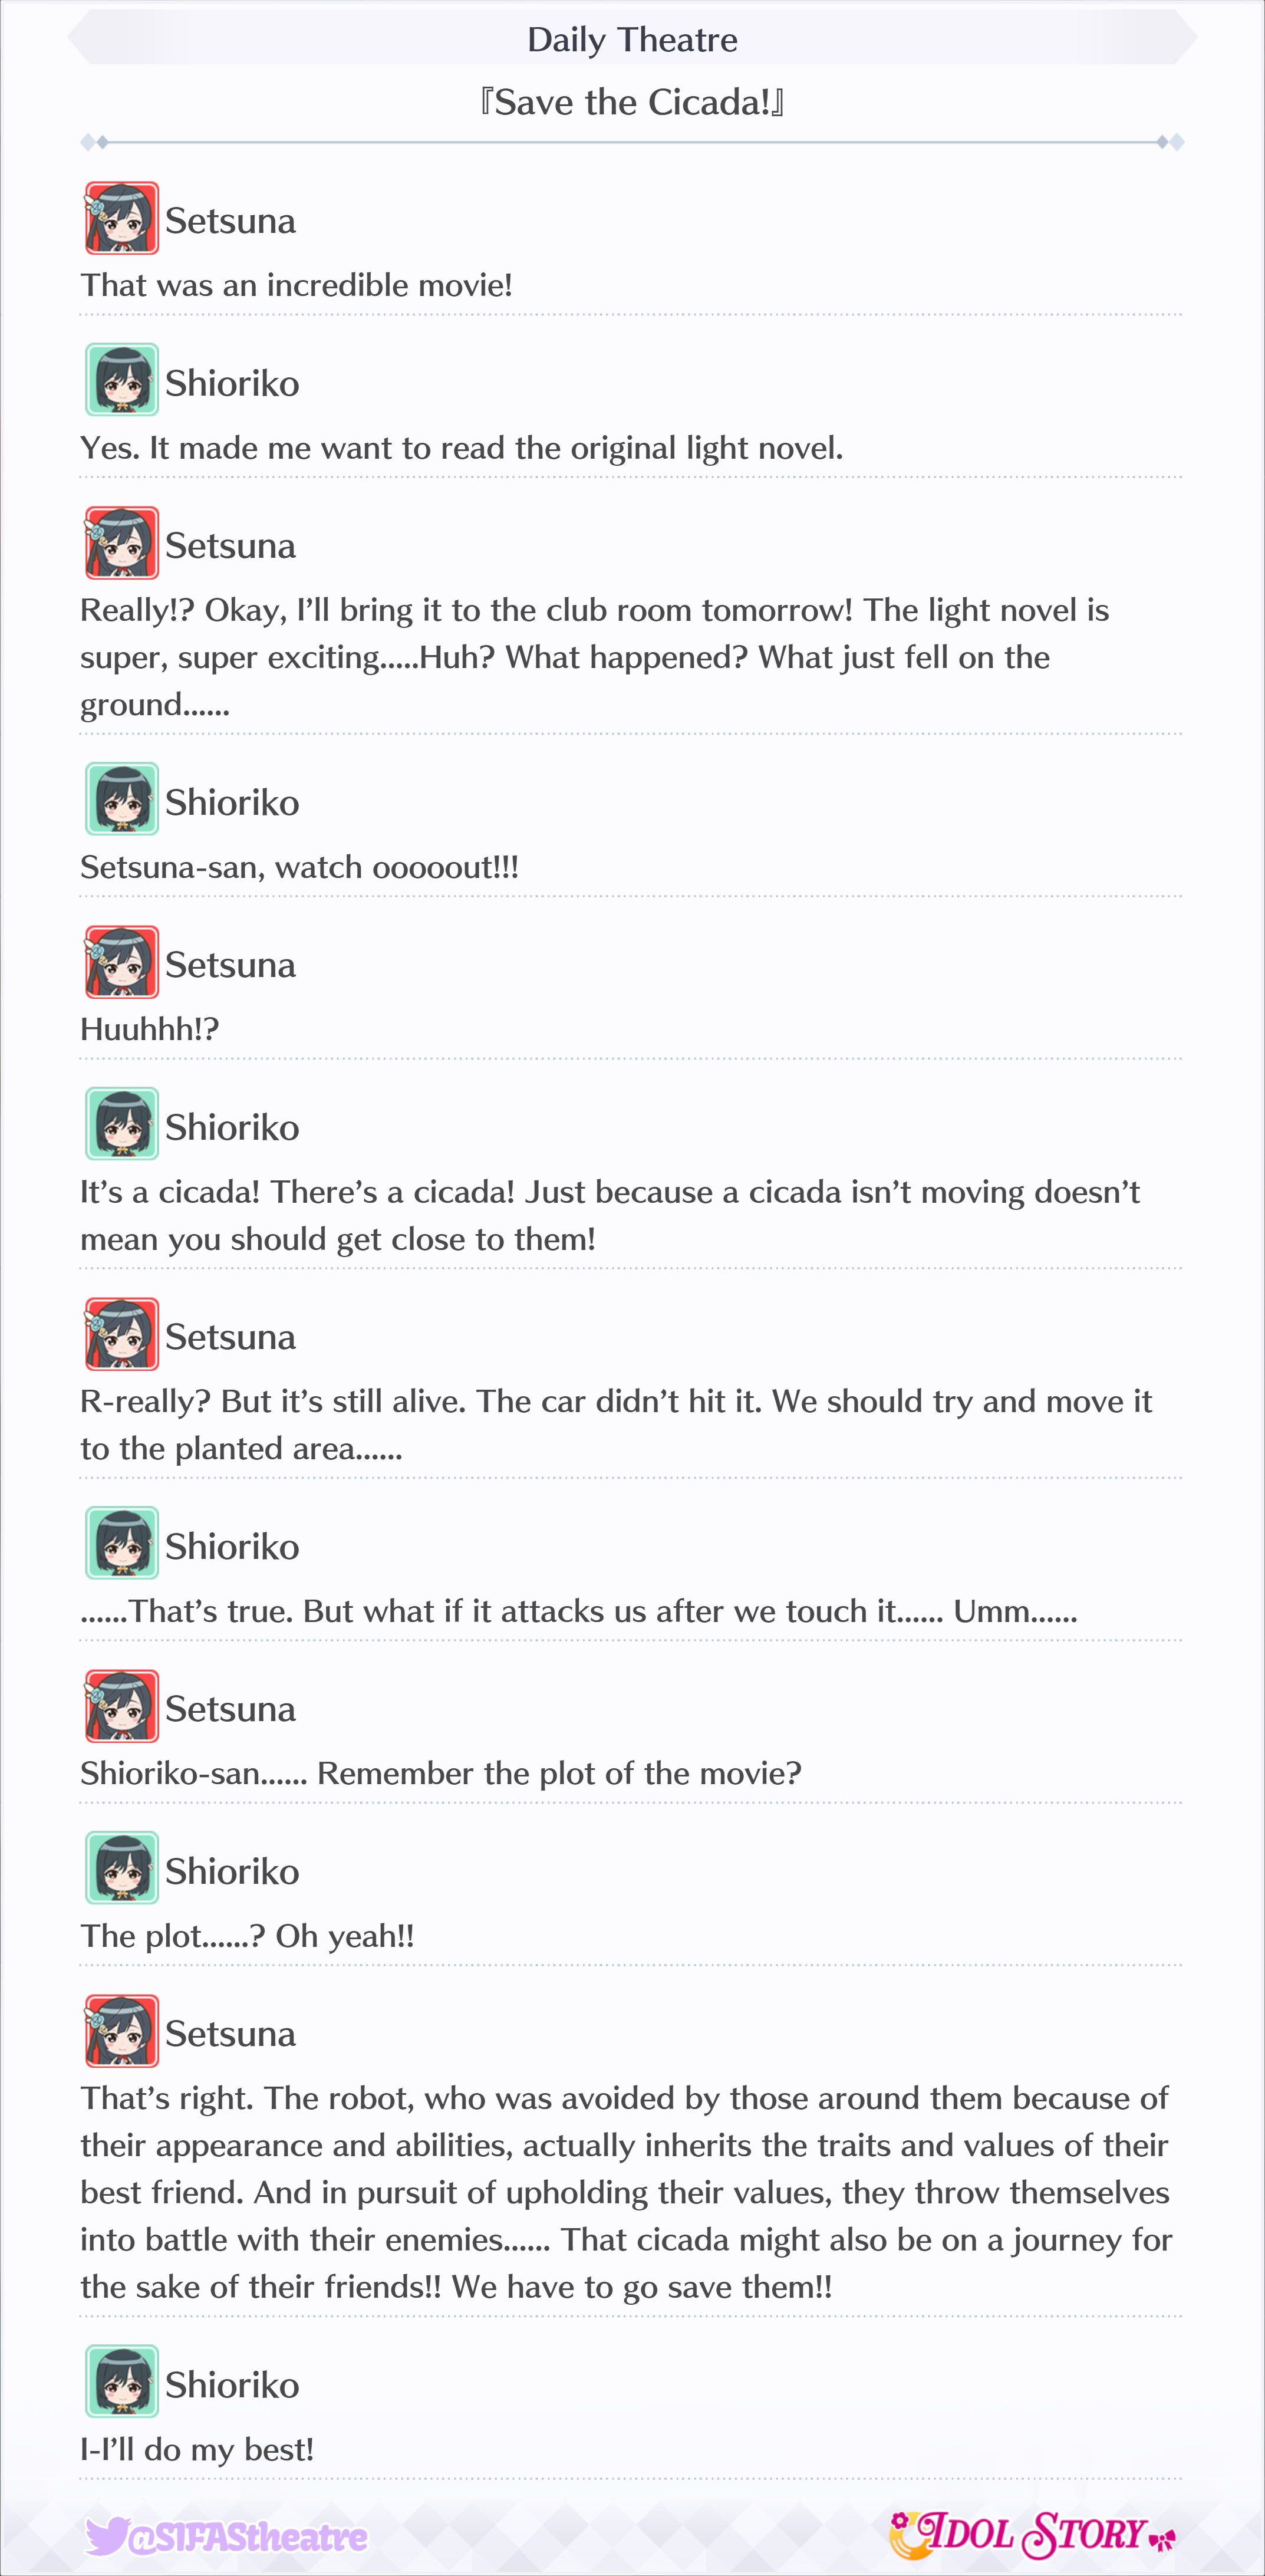 Daily Theatre
『Save the Cicada!』
Setsuna
That was an incredible movie!
Shioriko
Yes. It made me want to read the original light novel.
Setsuna
Really!? Okay, I’ll bring it to the club room tomorrow! The light novel is
super, super exciting.....Huh? What happened? What just fell on the
ground......
Shioriko
Setsuna-san, watch ooooout!!!
Setsuna
Huuhhh!?
Shioriko
It’s a cicada! There’s a cicada! Just because a cicada isn’t moving doesn’t
mean you should get close to them!
Setsuna
R-really? But it’s still alive. The car didn’t hit it. We should try and move it
to the planted area......
Shioriko
......That’s true. But what if it attacks us after we touch it...... Umm......
Setsuna
Shioriko-san...... Remember the plot of the movie?
Shioriko
The plot......? Oh yeah!!
Setsuna
That’s right. The robot, who was avoided by those around them because of
their appearance and abilities, actually inherits the traits and values of their
best friend. And in pursuit of upholding their values, they throw themselves
into battle with their enemies...... That cicada might also be on a journey for
the sake of their friends!! We have to go save them!!
Shioriko
I-I’ll do my best!
@SIFAStheatre
IDOL STORY